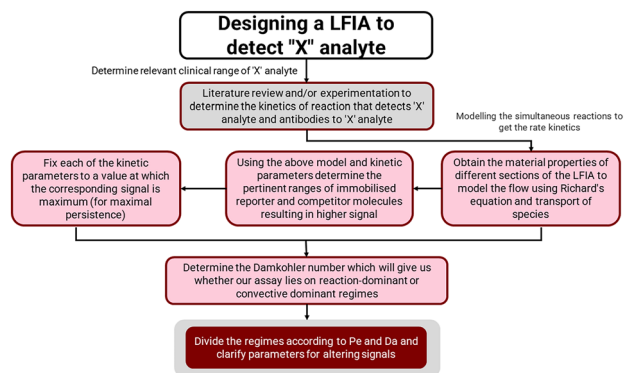 Designing a LFIA to
detect "X" analyte
Determine relevant clinical range of 'X' analyte
Literature review and/or experimentation to
determine the kinetics of reaction that detects 'X'
analyte and antibodies to 'X' analyte
Modelling the simultaneous reactions to
get the rate kinetics
Obtain the material properties of
different sections of the LFIA to
model the flow using Richard's
equation and transport of
species
Using the above model and kinetic
parameters determine the
pertinent ranges of immobilised
reporter and competitor molecules
resulting in higher signal
Fix each of the kinetic
parameters to a value at which
the corresponding signal is
maximum (for maximal
persistence)
Determine the Damkohler number which will give us
whether our assay lies on reaction-dominant or
convective dominant regimes
Divide the regimes according to Pe and Da and
clarify parameters for altering signals